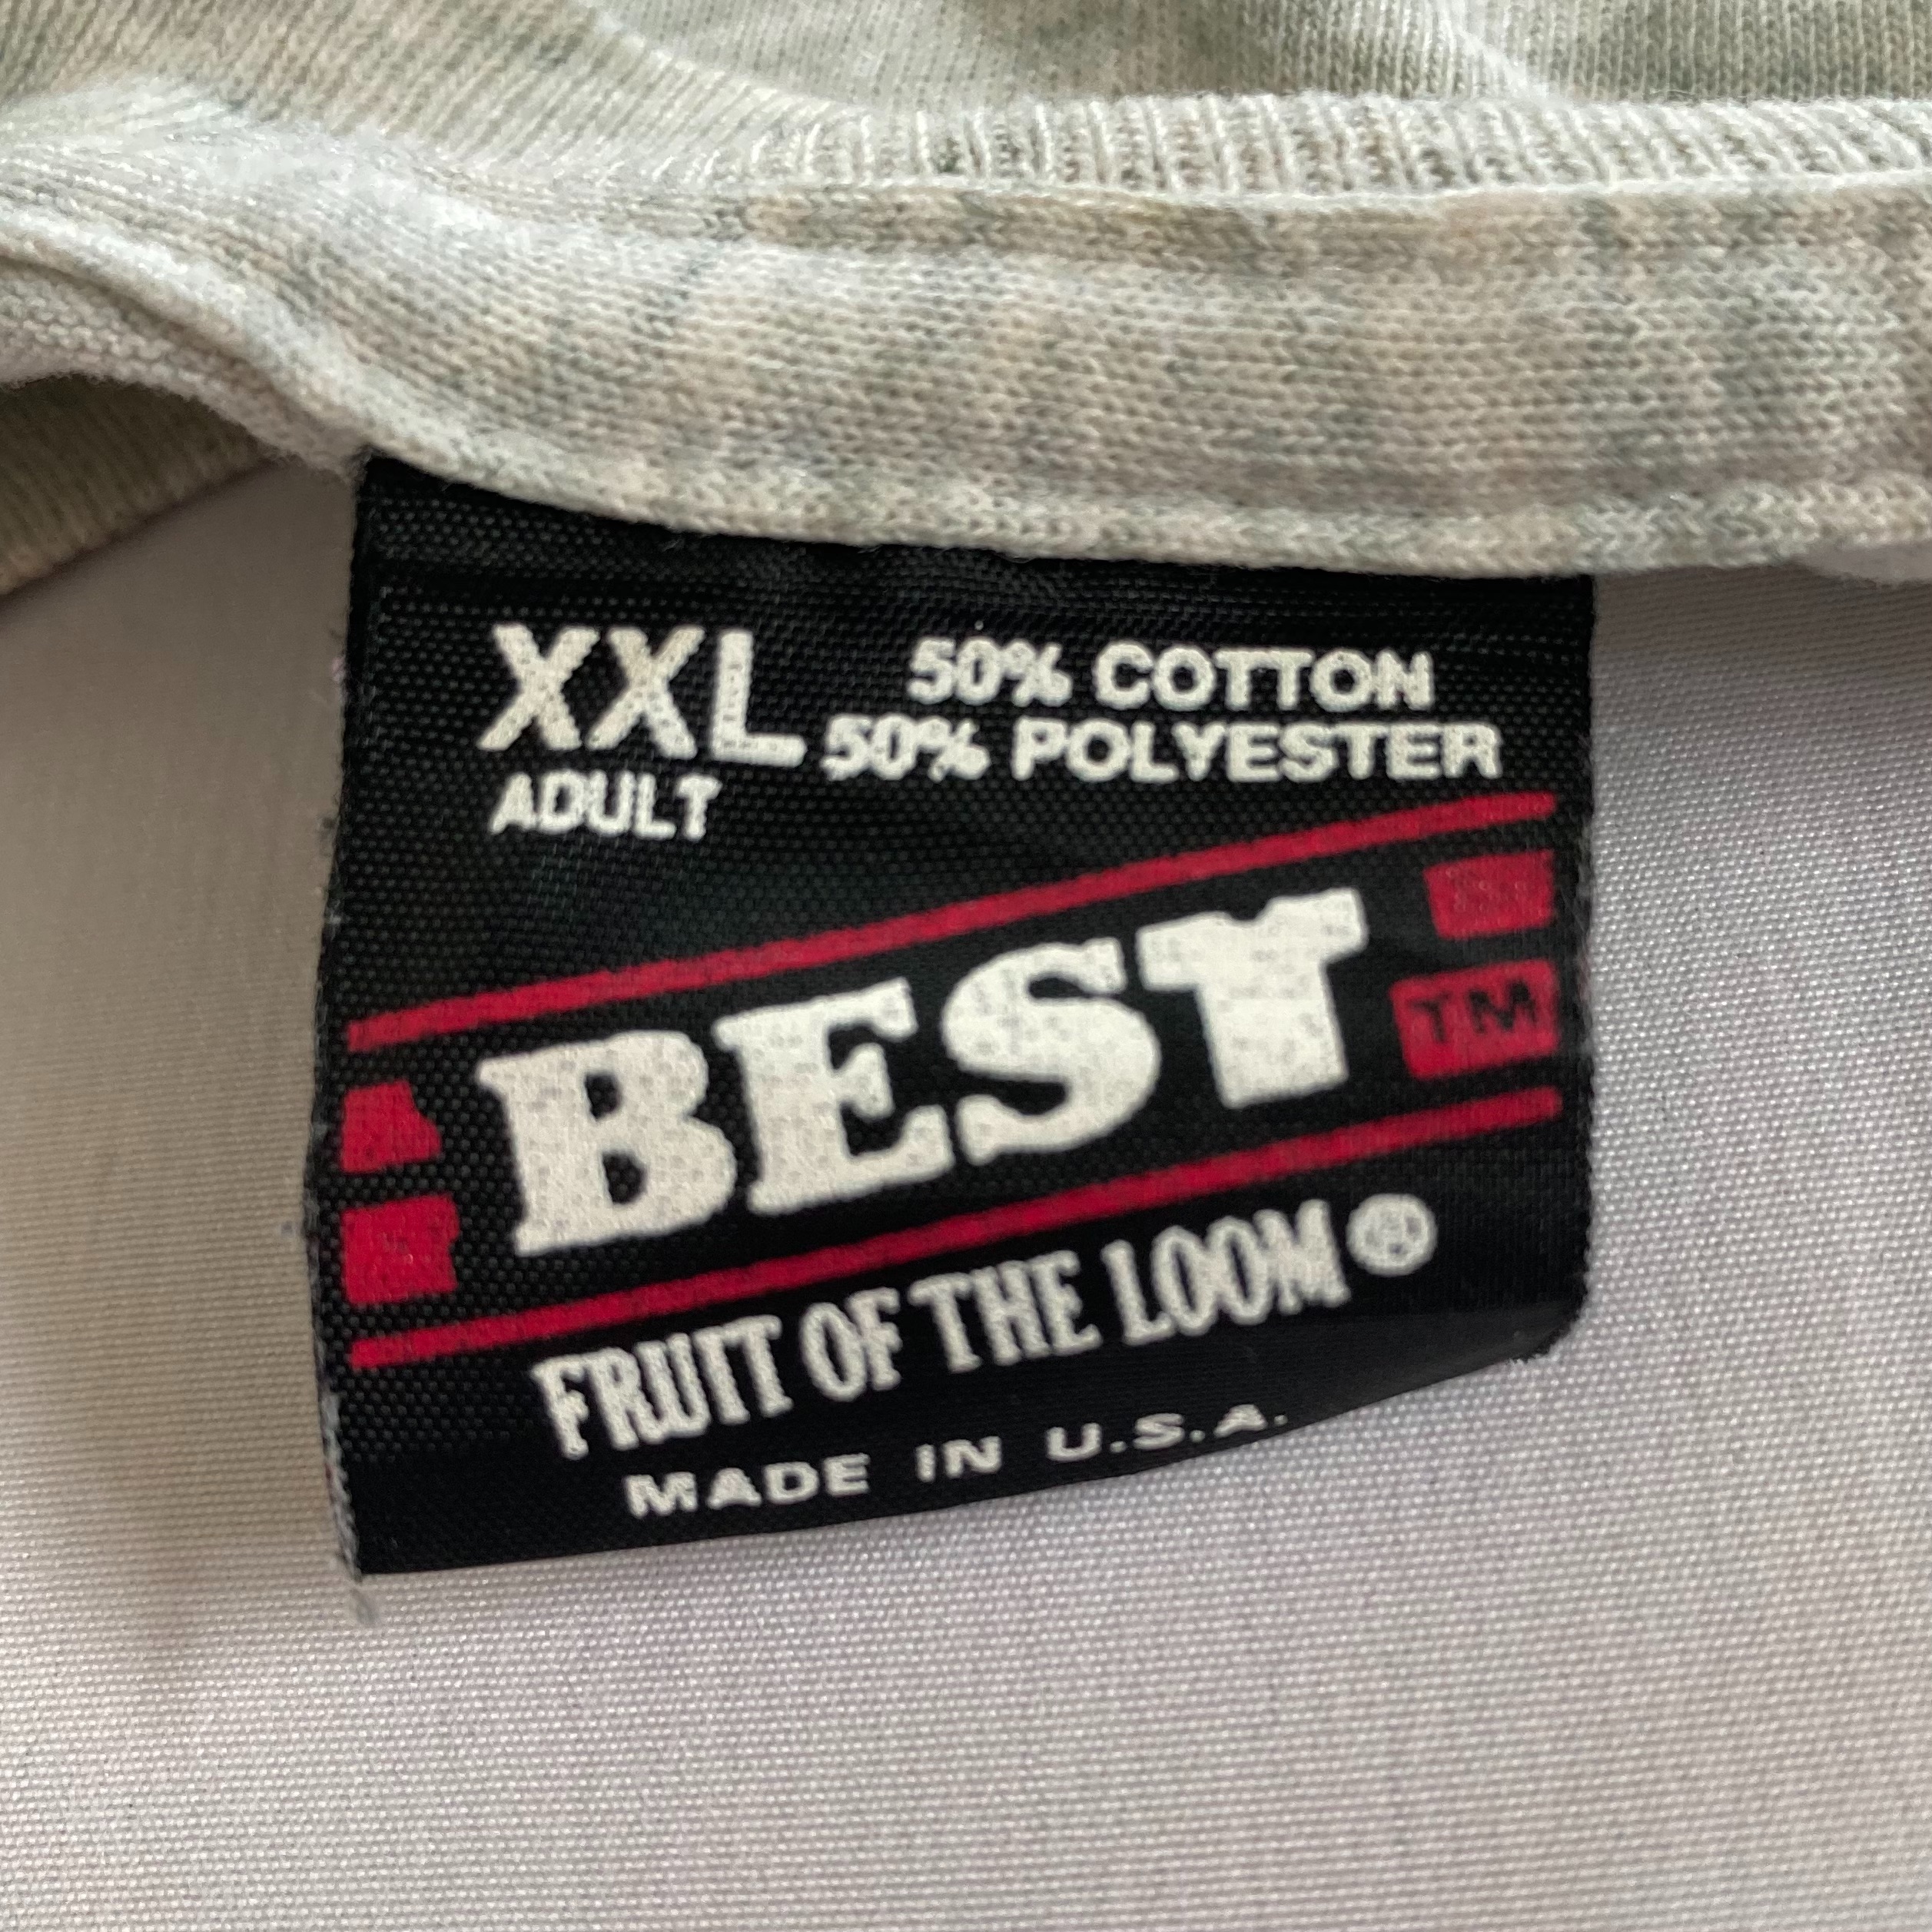 XXL
ADULT
50% COTTON
50% POLYESTER
BEST
TM
FRUIT OF THE LOOM®
MADE IN U.S.A.